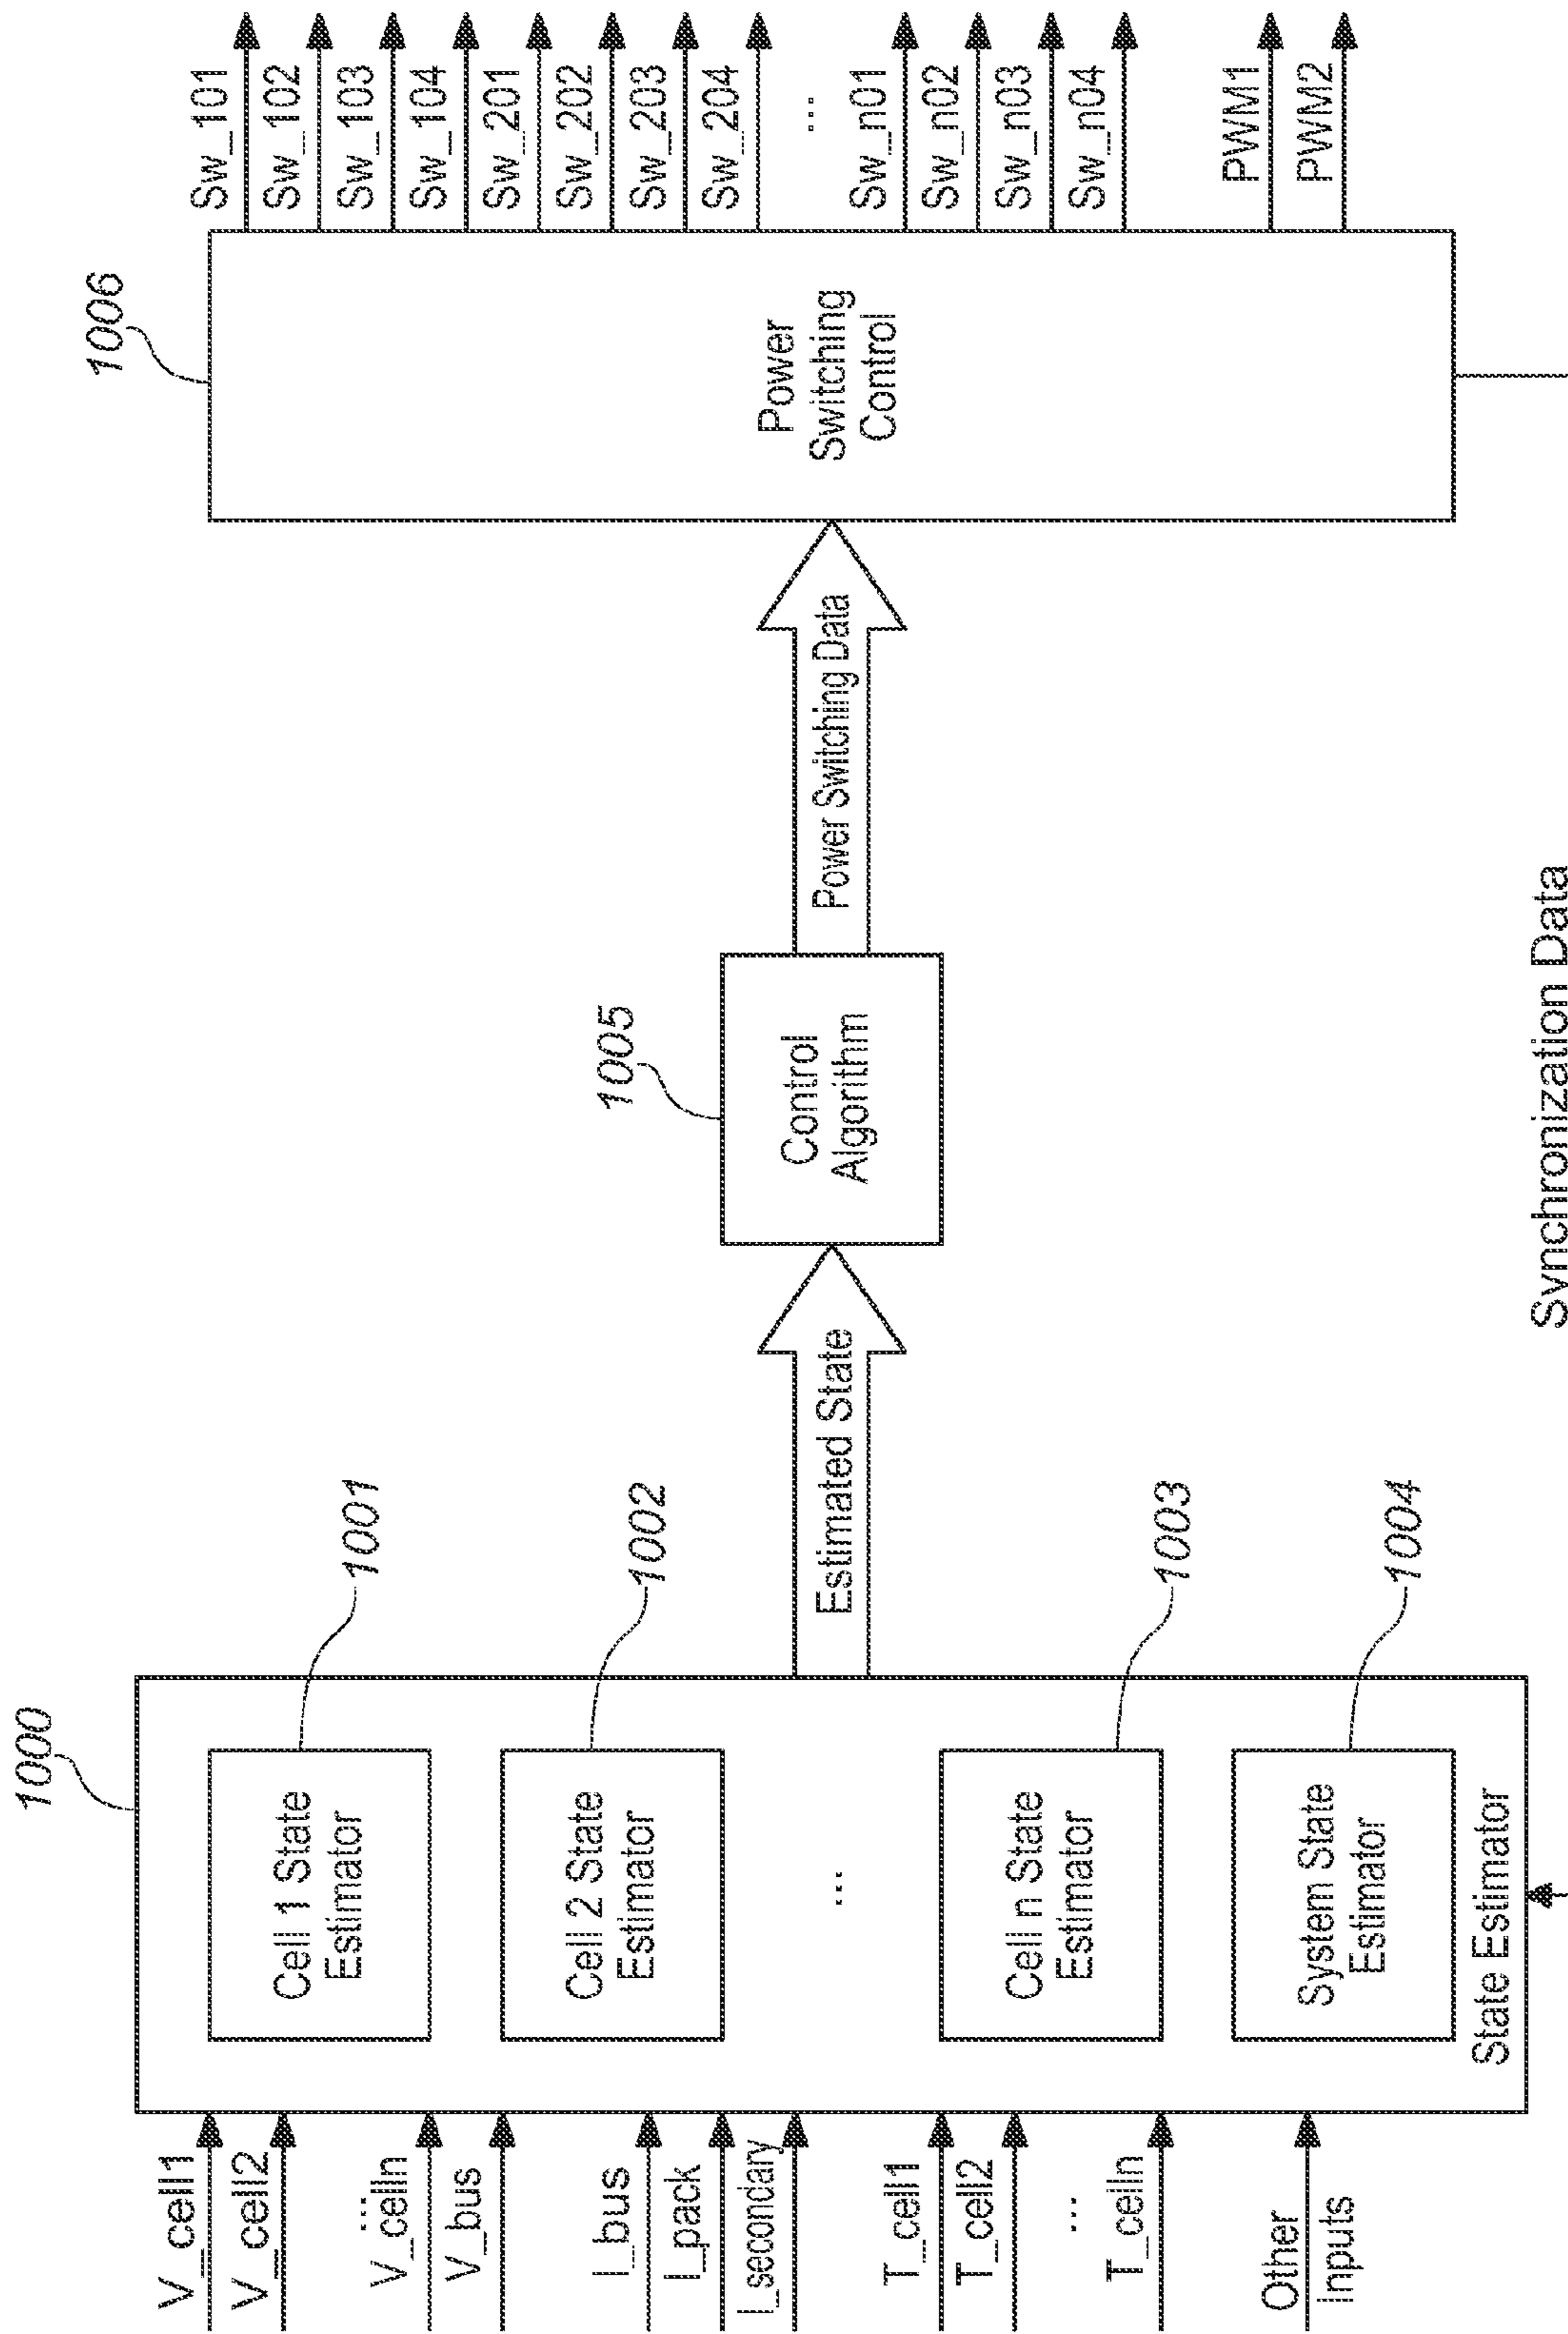 V_cell1
V_cell2
...
V_celln
V_bus
I_bus
I_pack
I_secondary
T_cell1
T_cell2
...
T_celln
Other
Inputs
1000
Cell 1 State
Estimator
1001
Cell 2 State
Estimator
1002
...
Cell n State
Estimator
1003
System State
Estimator
1004
State Estimator
Estimated State
1005
Control
Algorithm
Power Switching Data
1006
Power
Switching
Control
Sw_101
Sw_102
Sw_103
Sw_104
Sw_201
Sw_202
Sw_203
Sw_204
...
Sw_n01
Sw_n02
Sw_n03
Sw_n04
PWM1
PWM2
Synchronization Data